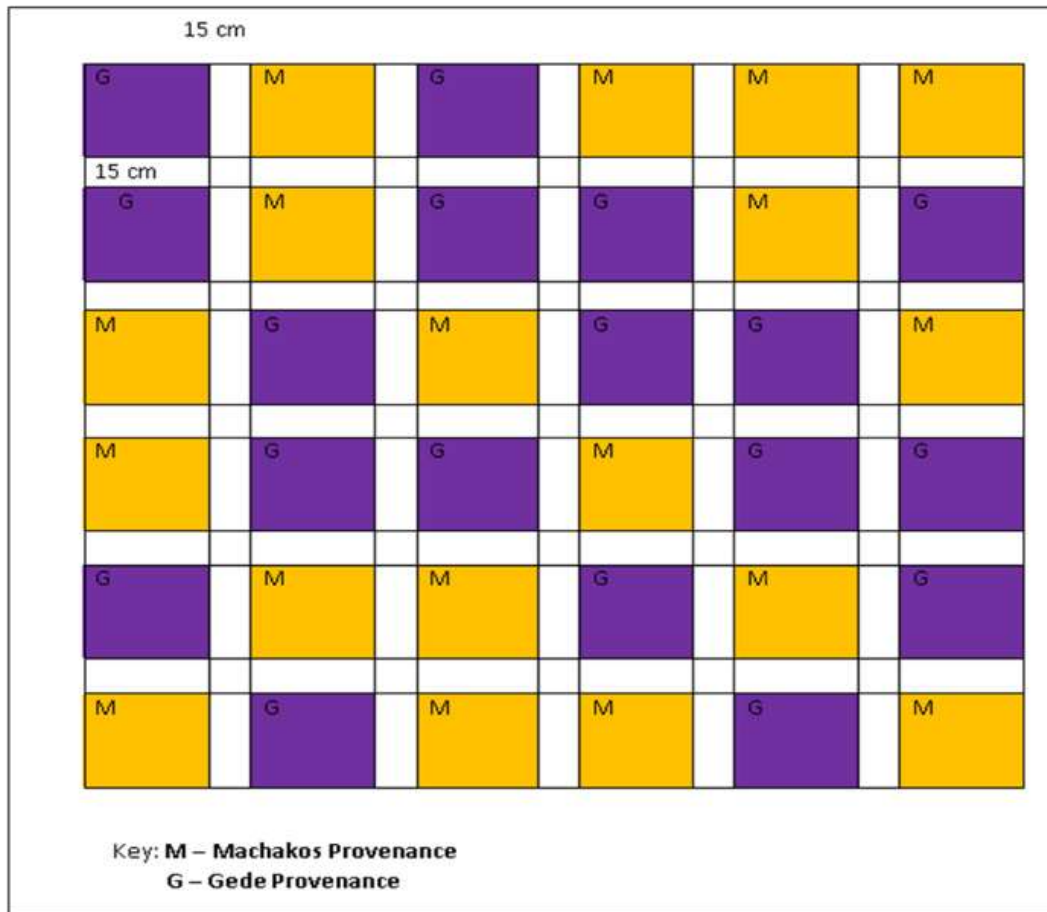 15 cm
G M G M M M
15 cm
G M G G M G
M G M G G M
M G G M G G
G M M G M G
M G M M G M
Key: M – Machakos Provenance
G – Gede Provenance